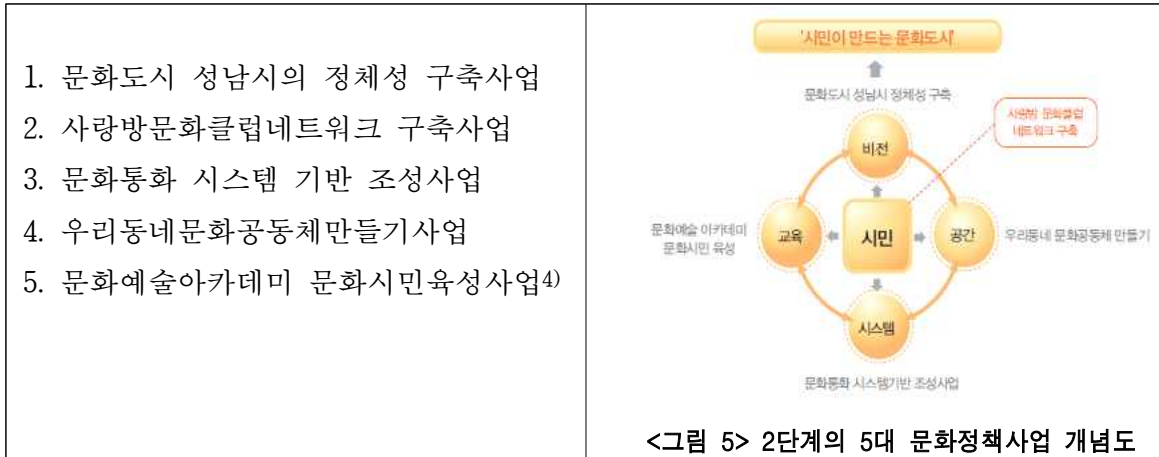 1. 문화도시 성남시의 정체성 구축사업
2. 사랑방문화클럽네트워크 구축사업
3. 문화통화 시스템 기반 조성사업
4. 우리동네문화공동체만들기사업
5. 문화예술아카데미 문화시민육성사업4)
'시민이 만드는 문화도시'
문화도시 성남시 정체성 구축
사랑방 문화클럽
네트워크 구축
비전
문화예술 아카데미
문화시민 육성
교육
시민
공간
우리동네 문화공동체 만들기
시스템
문화통화 시스템기반 조성사업
<그림 5> 2단계의 5대 문화정책사업 개념도